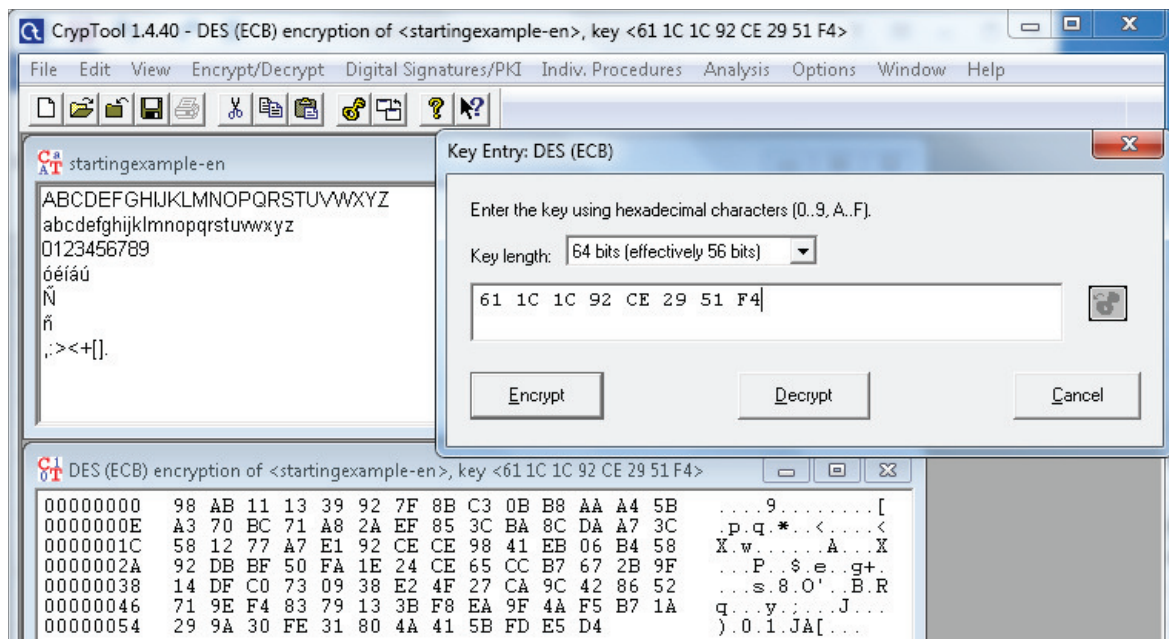 CrypTool 1.4.40 - DES (ECB) encryption of <startingexample-en>, key <61 1C 1C 92 CE 29 51 F4>
File Edit View Encrypt/Decrypt Digital Signatures/PKI Indiv. Procedures Analysis Options Window Help
startingexample-en
ABCDEFGHIJKLMNOPQRSTUVWXYZ
abcdefghijklmnopqrstuvwxyz
0123456789
óéíáú
Ñ
ñ
,:><+[].
Key Entry: DES (ECB)
Enter the key using hexadecimal characters (0..9, A..F).
Key length: 64 bits (effectively 56 bits)
61 1C 1C 92 CE 29 51 F4
Encrypt Decrypt Cancel
DES (ECB) encryption of <startingexample-en>, key <61 1C 1C 92 CE 29 51 F4>
00000000 98 AB 11 13 39 92 7F 8B C3 0B B8 AA A4 5B ....9........[
0000000E A3 70 BC 71 A8 2A EF 85 3C BA 8C DA A7 3C .p.q.*..<....<
0000001C 58 12 77 A7 E1 92 CE CE 98 41 EB 06 B4 58 X.w......A...X
0000002A 92 DB BF 50 FA 1E 24 CE 65 CC B7 67 2B 9F ...P..$.e..g+.
00000038 14 DF C0 73 09 38 E2 4F 27 CA 9C 42 86 52 ...s.8.O'..B.R
00000046 71 9E F4 83 79 13 3B F8 EA 9F 4A F5 B7 1A q...y.;...J...
00000054 29 9A 30 FE 31 80 4A 41 5B FD E5 D4 ).0.1.JA[...